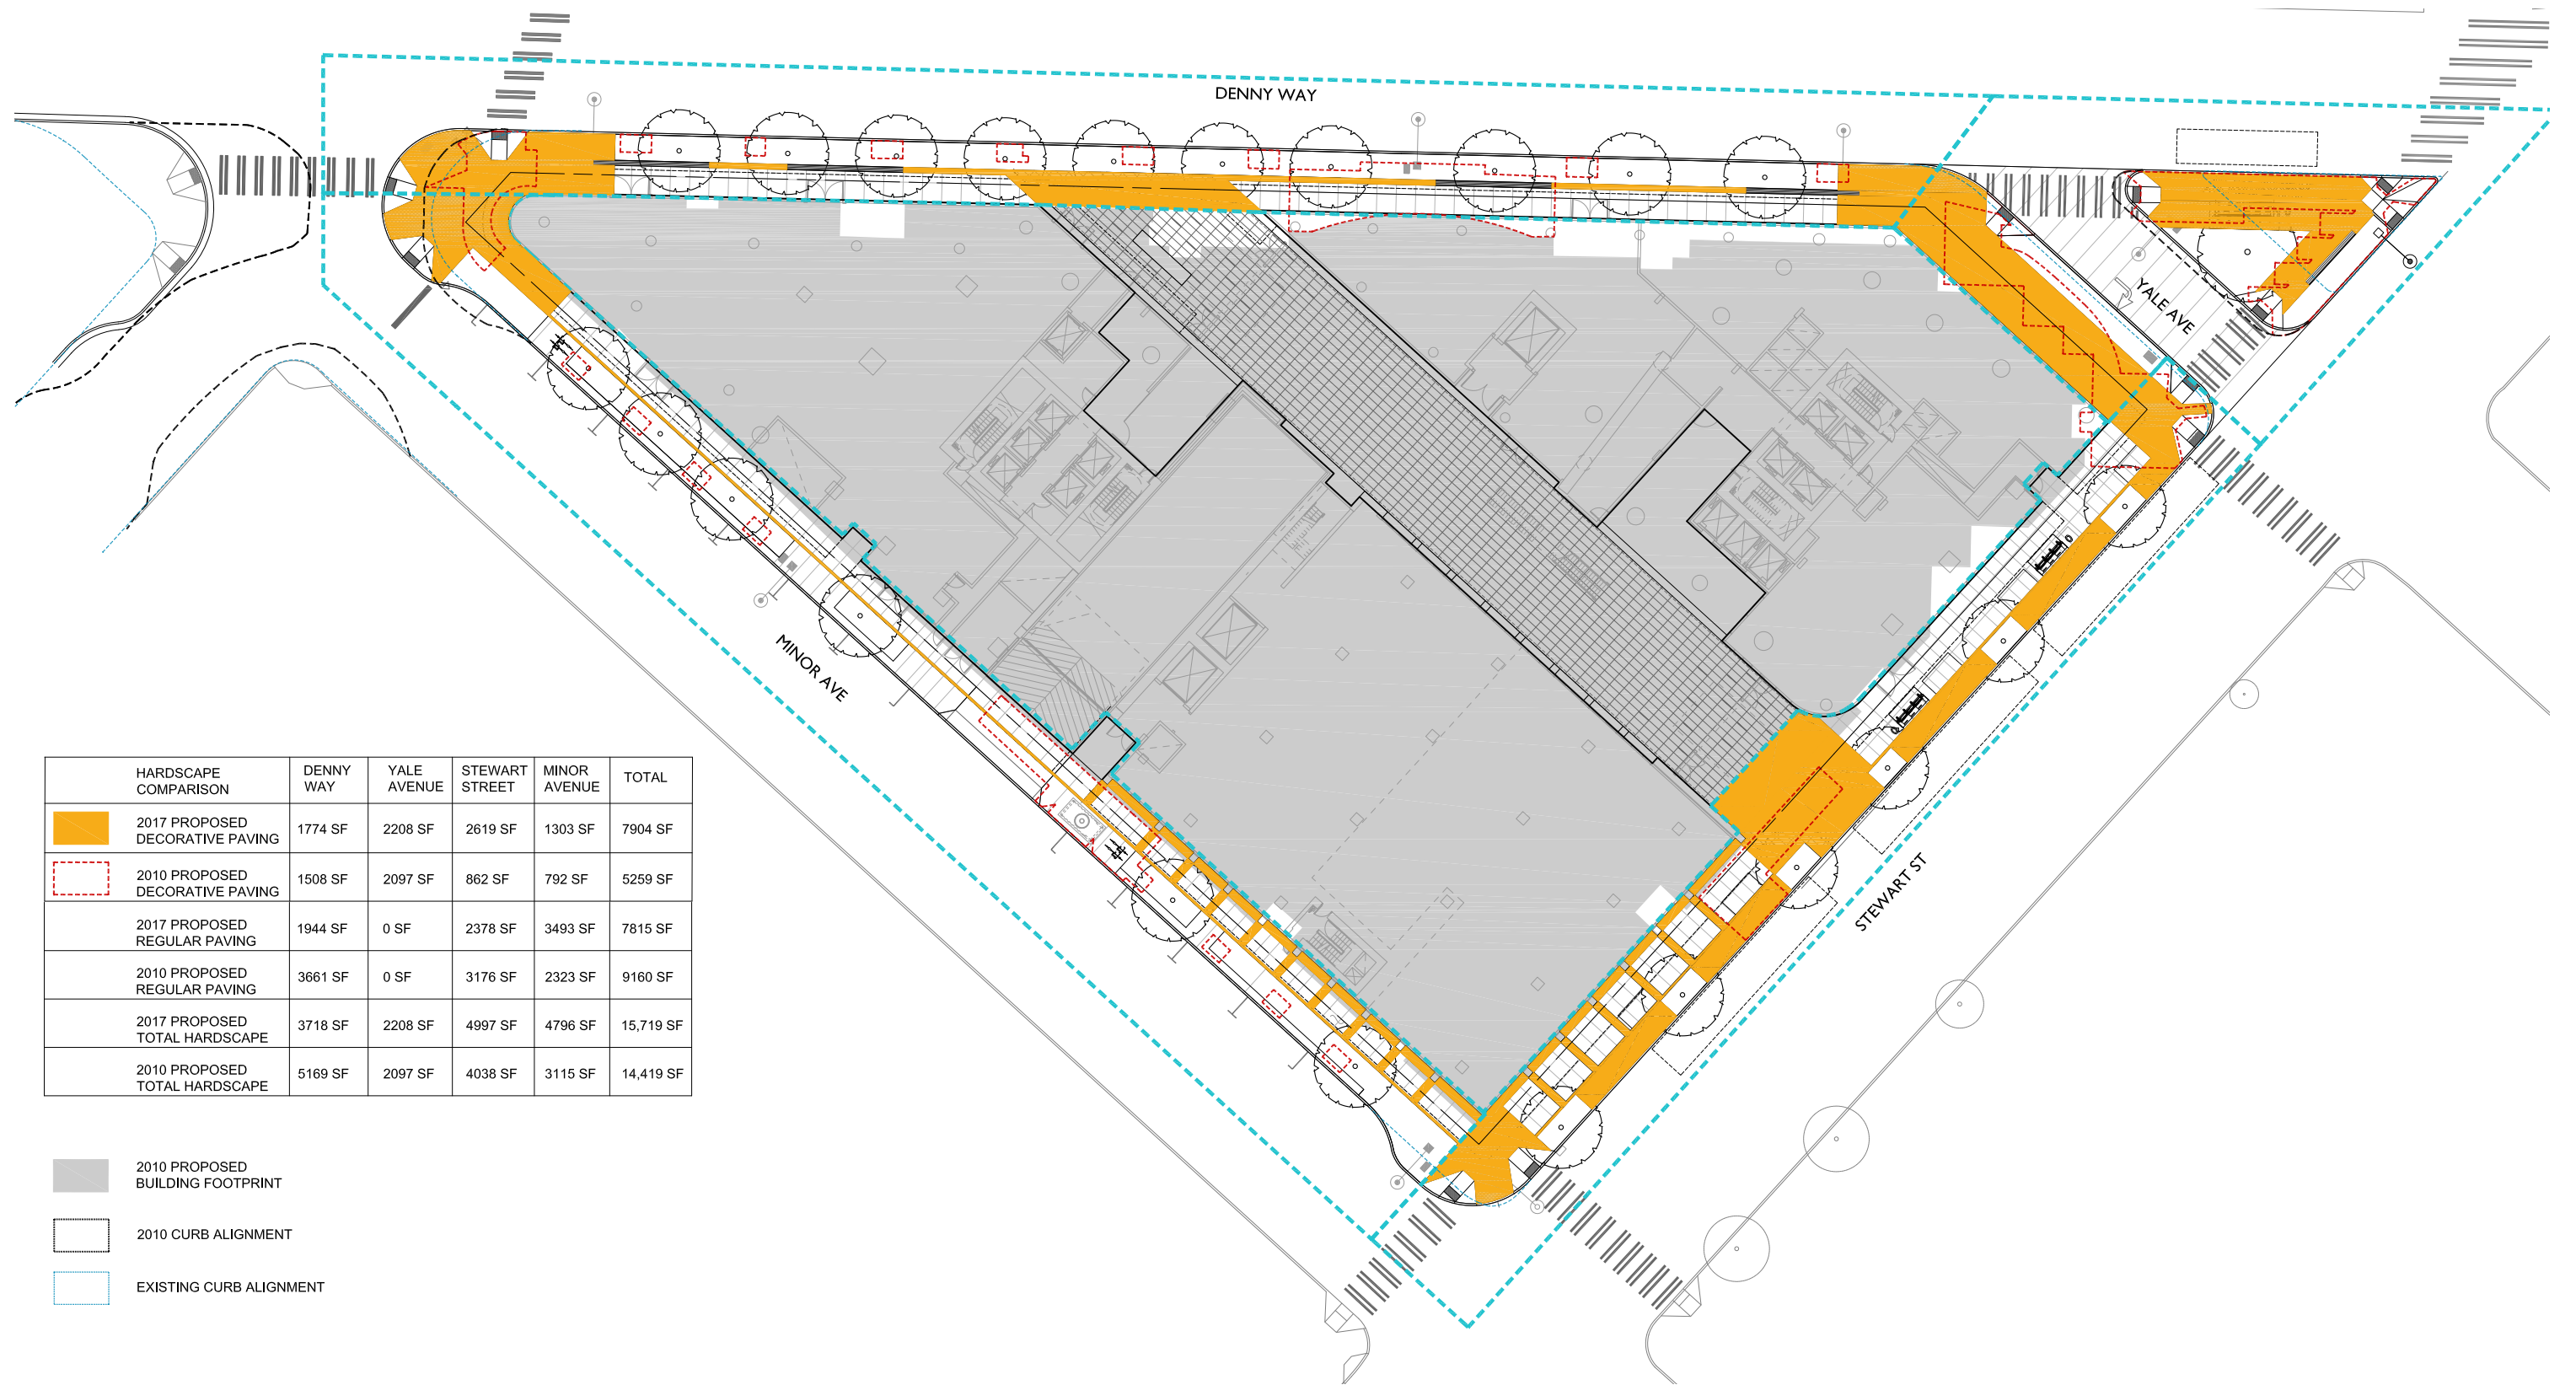 DENNY WAY
YALE AVE
MINOR AVE
STEWART ST
HARDSCAPE
COMPARISON
DENNY
WAY
YALE
AVENUE
STEWART
STREET
MINOR
AVENUE
TOTAL
2017 PROPOSED
DECORATIVE PAVING
1774 SF
2208 SF
2619 SF
1303 SF
7904 SF
2010 PROPOSED
DECORATIVE PAVING
1508 SF
2097 SF
862 SF
792 SF
5259 SF
2017 PROPOSED
REGULAR PAVING
1944 SF
0 SF
2378 SF
3493 SF
7815 SF
2010 PROPOSED
REGULAR PAVING
3661 SF
0 SF
3176 SF
2323 SF
9160 SF
2017 PROPOSED
TOTAL HARDSCAPE
3718 SF
2208 SF
4997 SF
4796 SF
15,719 SF
2010 PROPOSED
TOTAL HARDSCAPE
5169 SF
2097 SF
4038 SF
3115 SF
14,419 SF
2010 PROPOSED
BUILDING FOOTPRINT
2010 CURB ALIGNMENT
EXISTING CURB ALIGNMENT